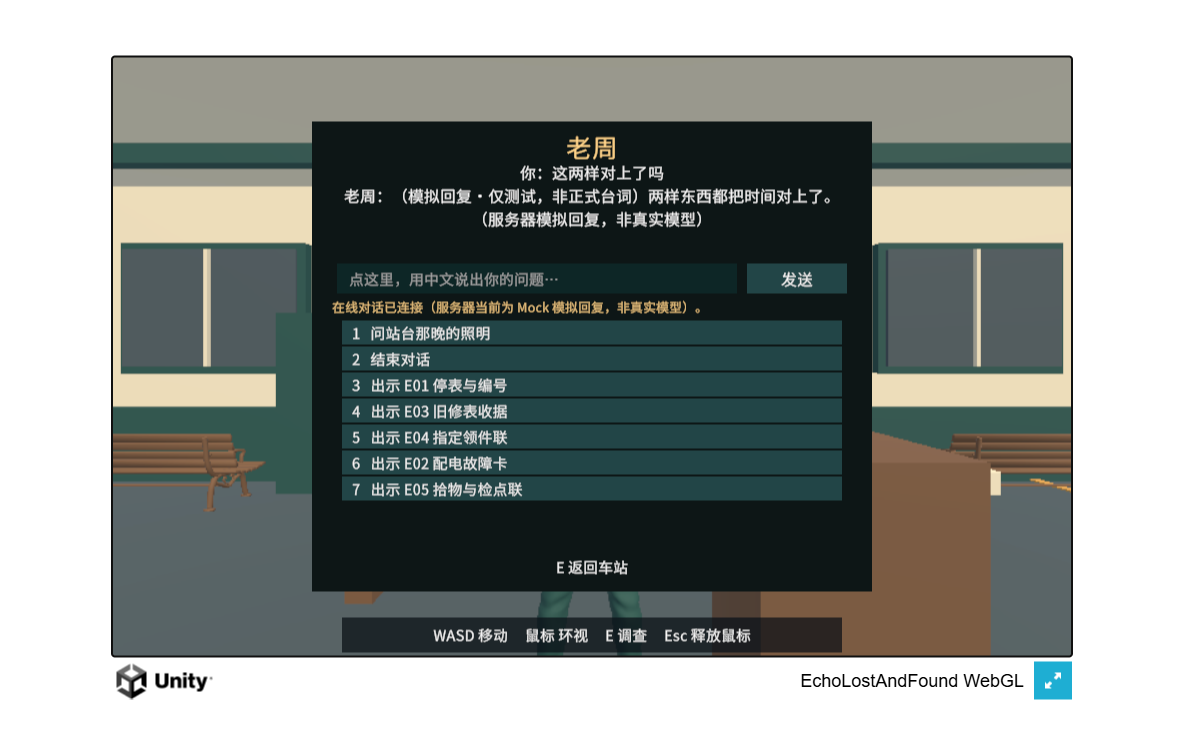 老周
你：这两样对上了吗
老周：（模拟回复·仅测试，非正式台词）两样东西都把时间对上了。
（服务器模拟回复，非真实模型）
点这里，用中文说出你的问题…
发送
在线对话已连接（服务器当前为 Mock 模拟回复，非真实模型）。
1 问站台那晚的照明
2 结束对话
3 出示 E01 停表与编号
4 出示 E03 旧修表收据
5 出示 E04 指定领件联
6 出示 E02 配电故障卡
7 出示 E05 拾物与检点联
E 返回车站
WASD 移动 鼠标 环视 E 调查 Esc 释放鼠标
Unity
EchoLostAndFound WebGL